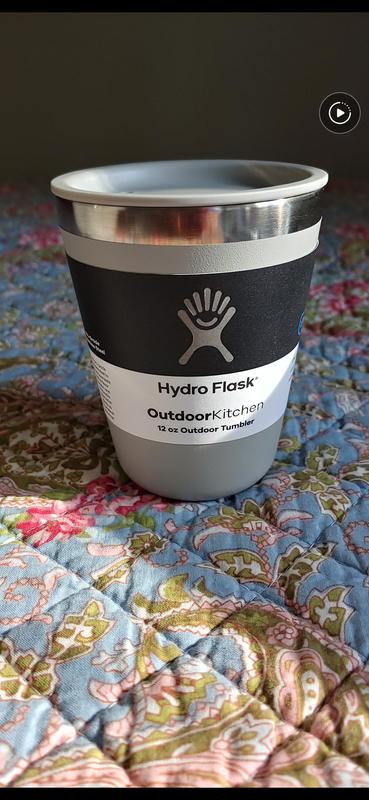 Hydro Flask®
OutdoorKitchen
12 oz Outdoor Tumbler